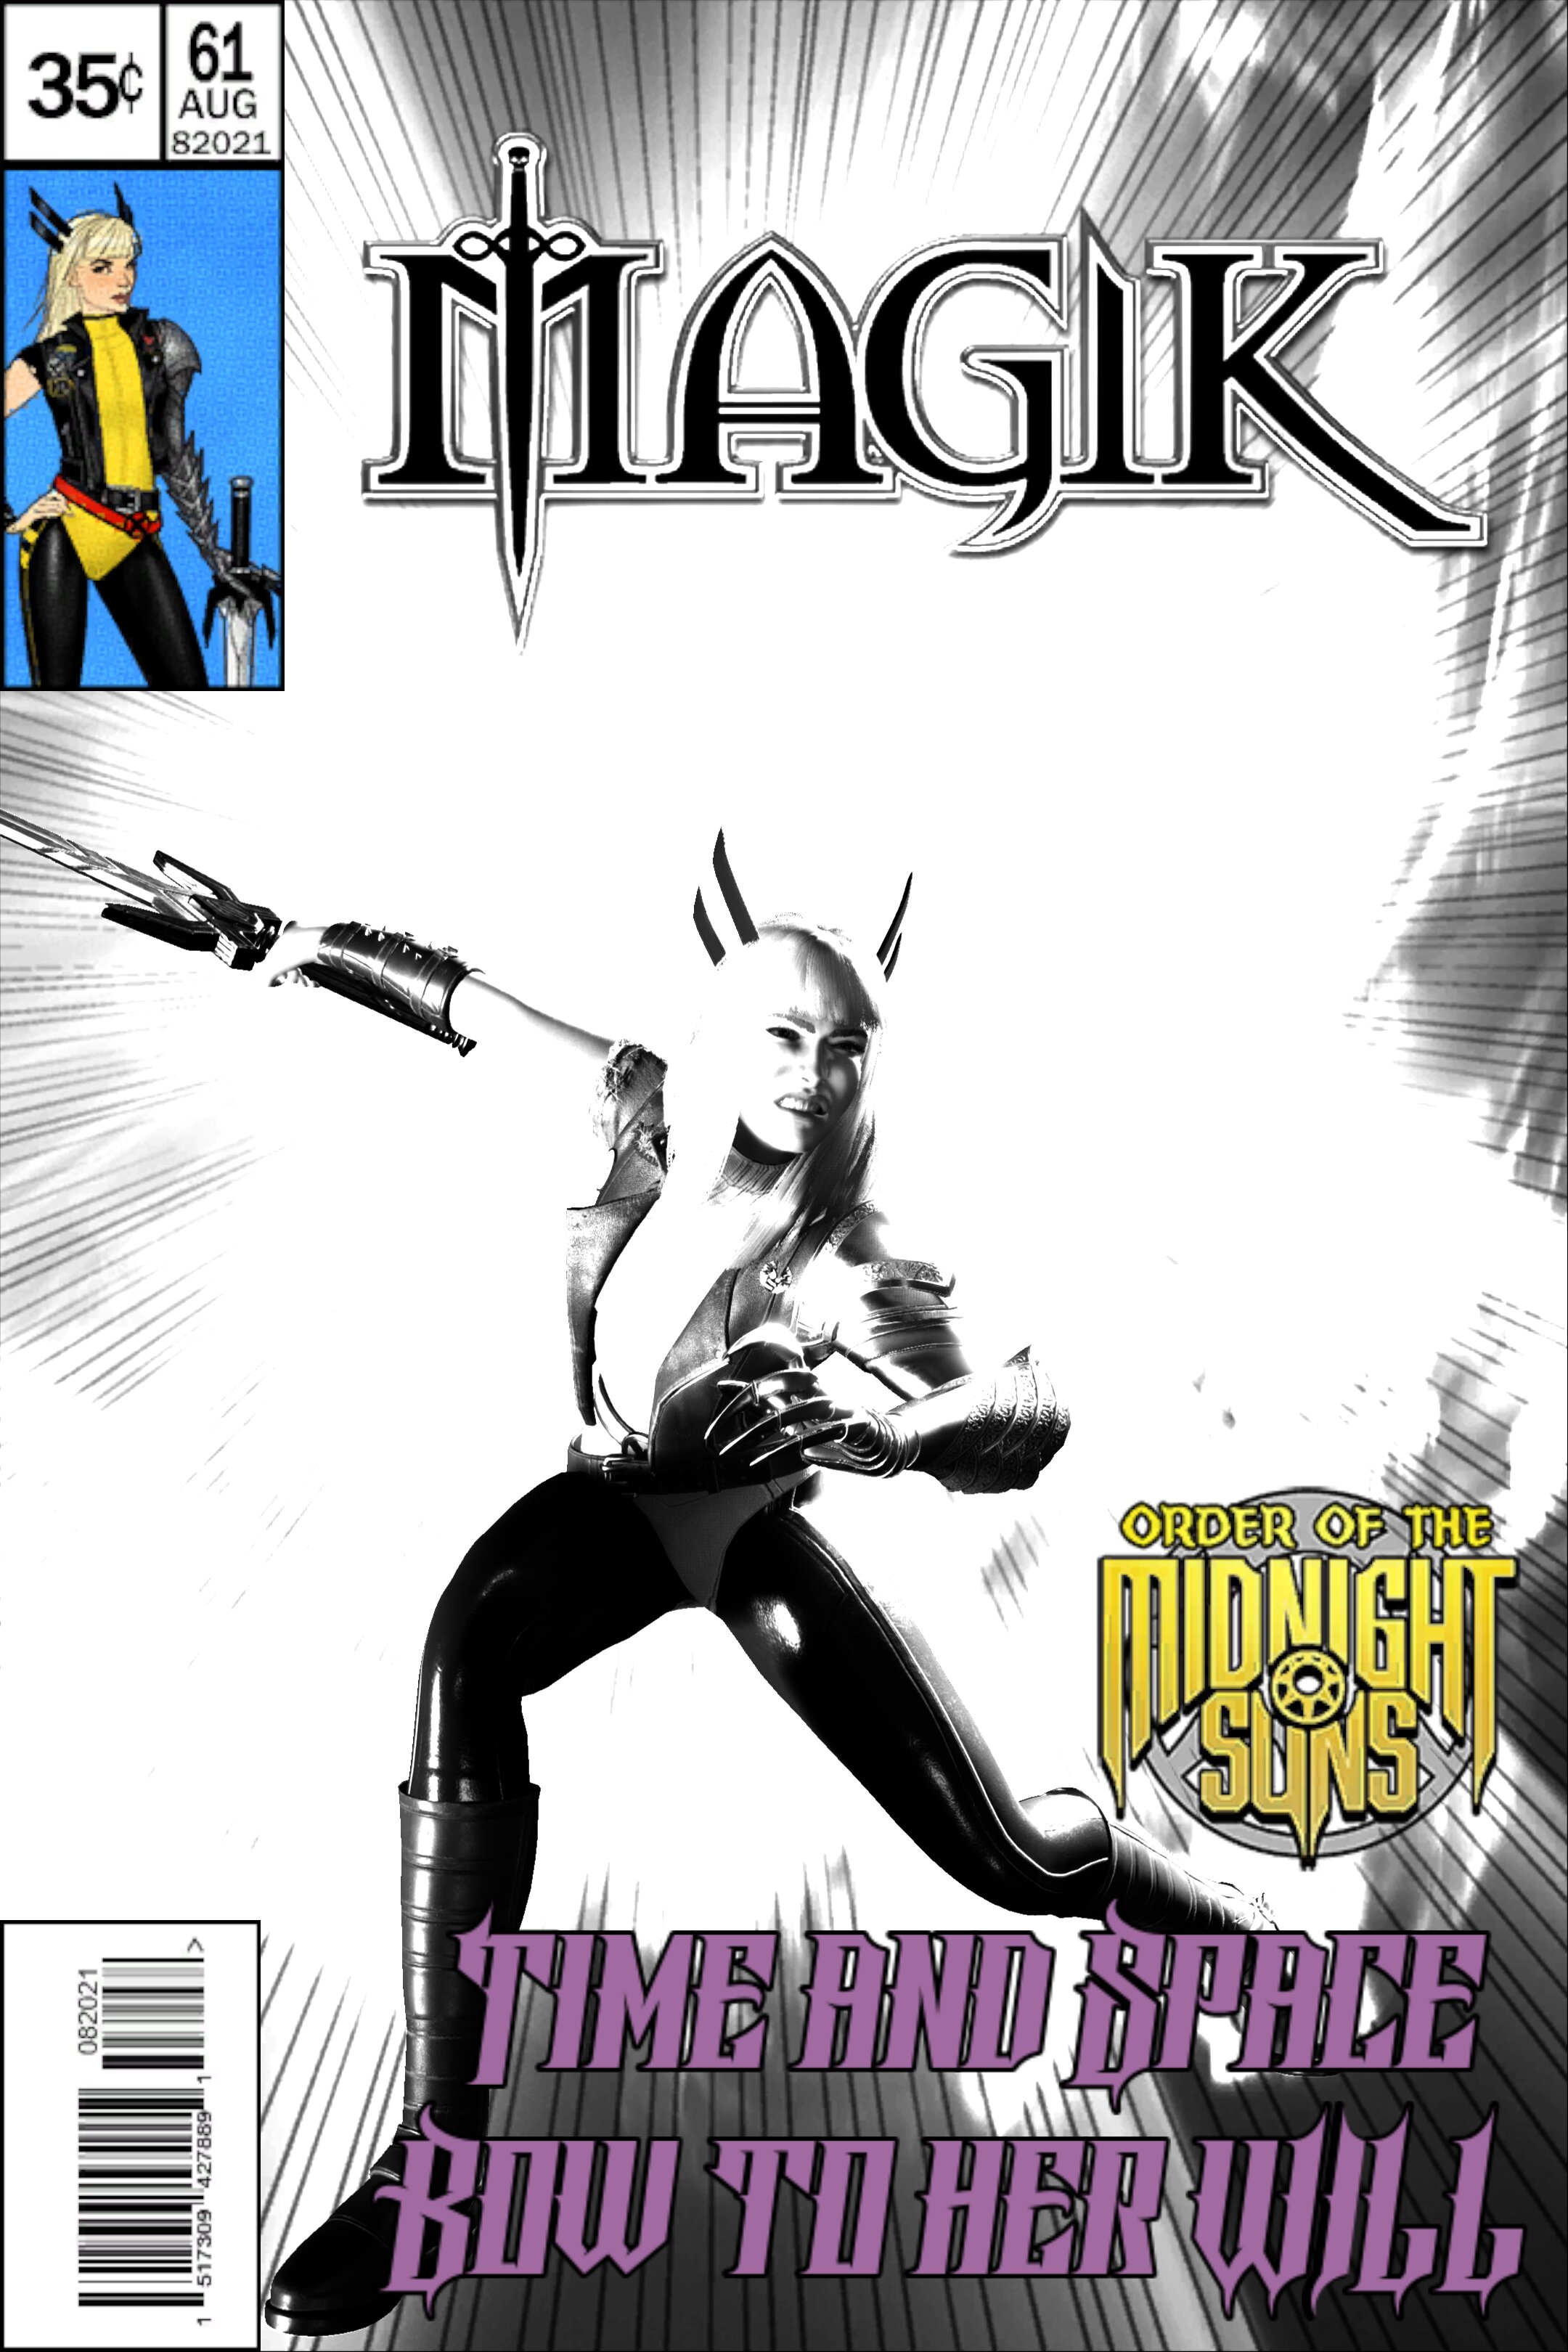 35¢
61
AUG
82021
MAGIK
ORDER OF THE
MIDNIGHT
SUNS
TIME AND SPACE
BOW TO HER WILL
082021
>
1 517309 427889 1